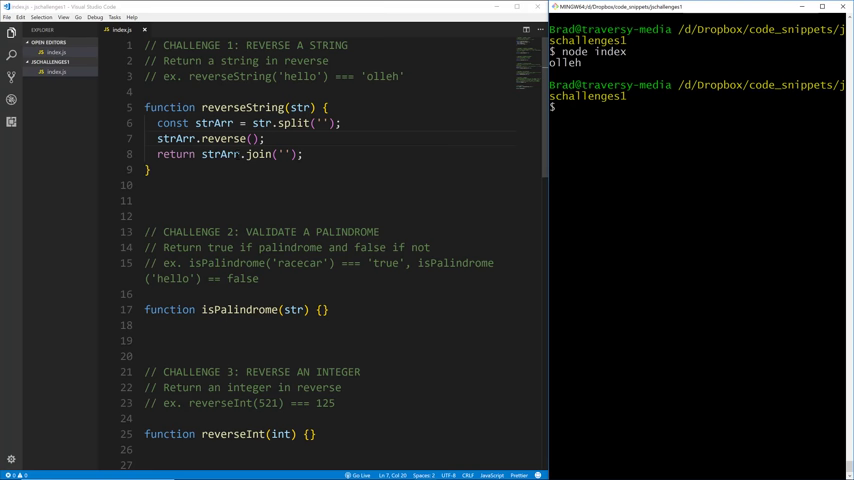 index.js - jschallenges1 - Visual Studio Code
File Edit Selection View Go Debug Tasks Help
EXPLORER
OPEN EDITORS
JS index.js
JSCHALLENGES1
JS index.js
JS index.js ×
1 // CHALLENGE 1: REVERSE A STRING
2 // Return a string in reverse
3 // ex. reverseString('hello') === 'olleh'
4
5 function reverseString(str) {
6 const strArr = str.split('');
7 strArr.reverse();
8 return strArr.join('');
9 }
10
11
12
13 // CHALLENGE 2: VALIDATE A PALINDROME
14 // Return true if palindrome and false if not
15 // ex. isPalindrome('racecar') === 'true', isPalindrome
('hello') == false
16
17 function isPalindrome(str) {}
18
19
20
21 // CHALLENGE 3: REVERSE AN INTEGER
22 // Return an integer in reverse
23 // ex. reverseInt(521) === 125
24
25 function reverseInt(int) {}
26
27
0 0 Go Live Ln 7, Col 20 Spaces: 2 UTF-8 CRLF JavaScript Prettier
MINGW64:/d/Dropbox/code_snippets/jschallenges1
Brad@traversy-media /d/Dropbox/code_snippets/j
schallenges1
$ node index
olleh
Brad@traversy-media /d/Dropbox/code_snippets/j
schallenges1
$